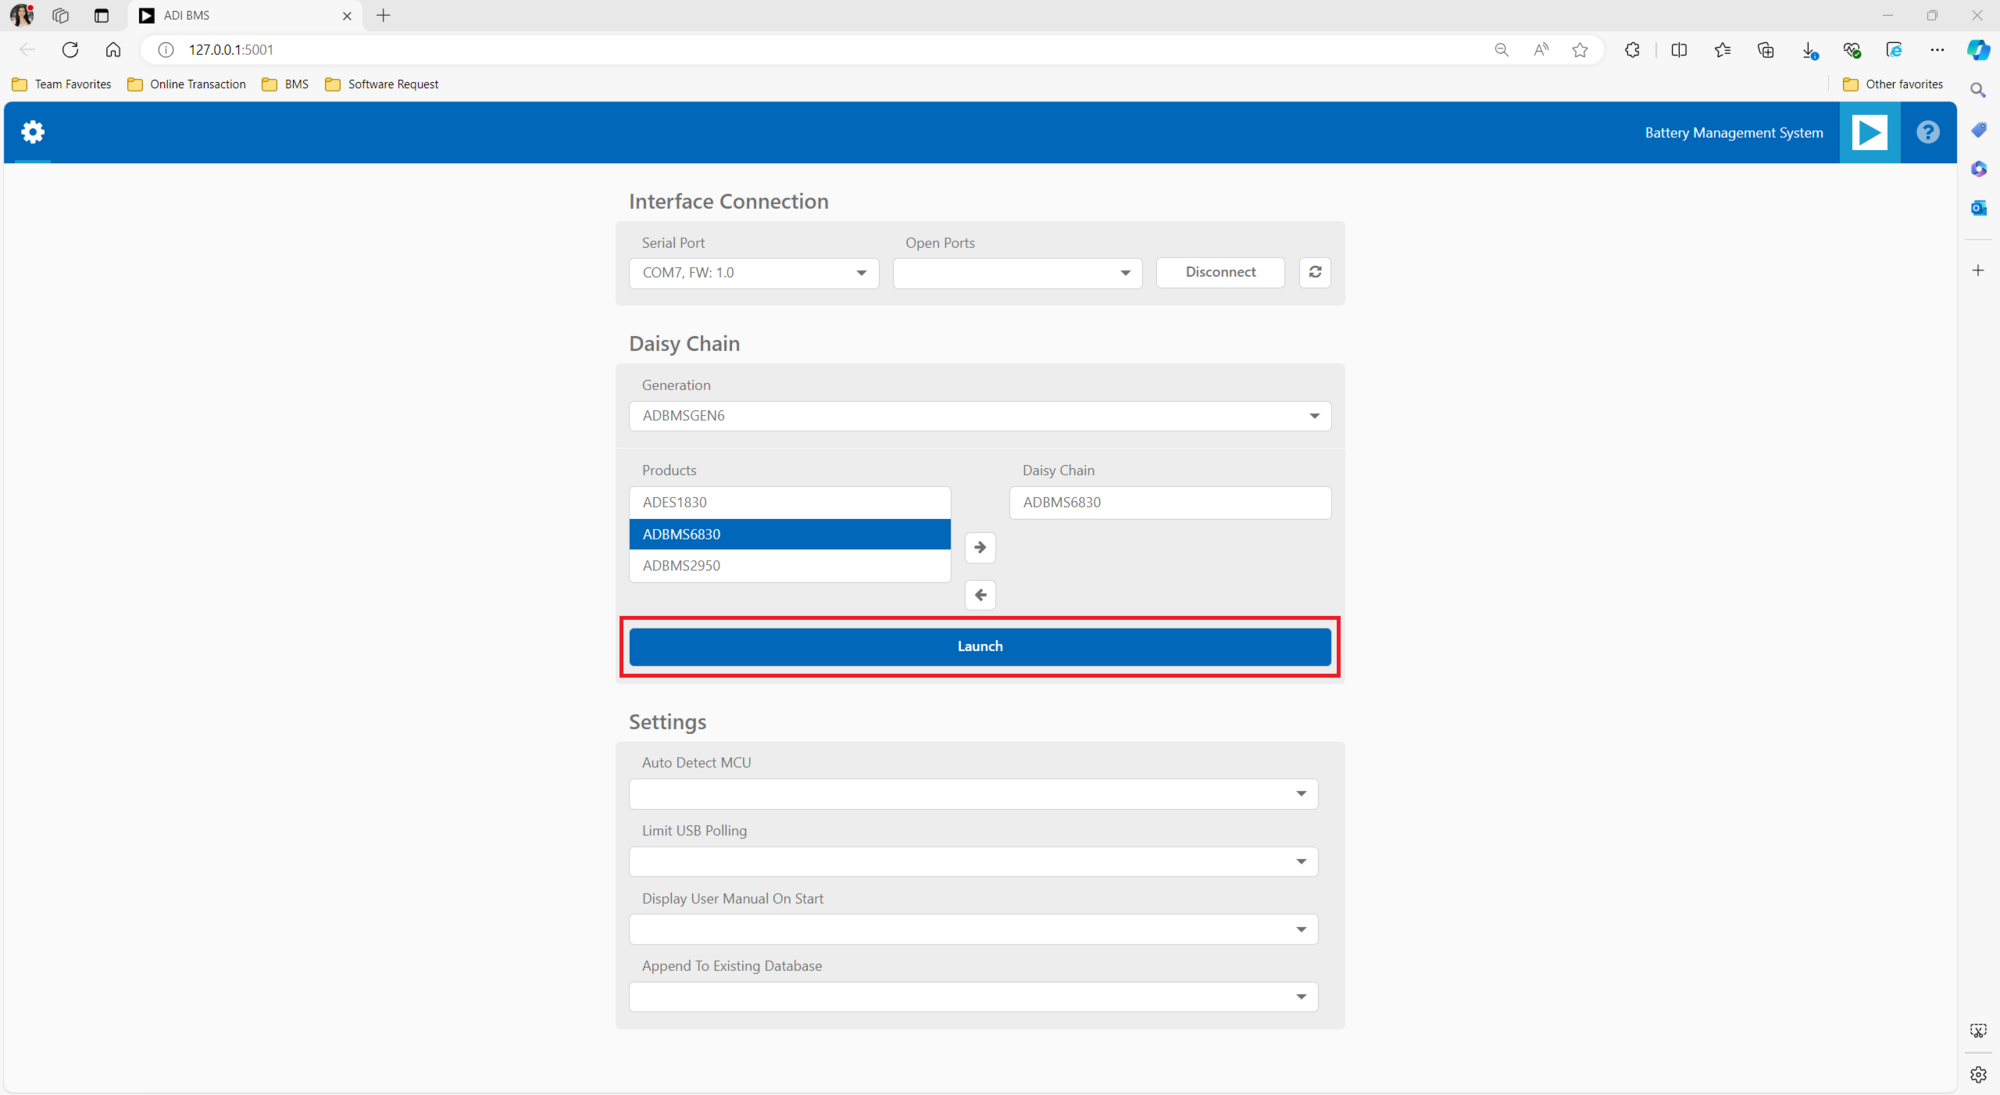 ADI BMS
127.0.0.1:5001
Team Favorites Online Transaction BMS Software Request Other favorites
Battery Management System
Interface Connection
Serial Port Open Ports
COM7, FW: 1.0 Disconnect
Daisy Chain
Generation
ADBMSGEN6
Products Daisy Chain
ADES1830 ADBMS6830
ADBMS6830
ADBMS2950
Launch
Settings
Auto Detect MCU
Limit USB Polling
Display User Manual On Start
Append To Existing Database